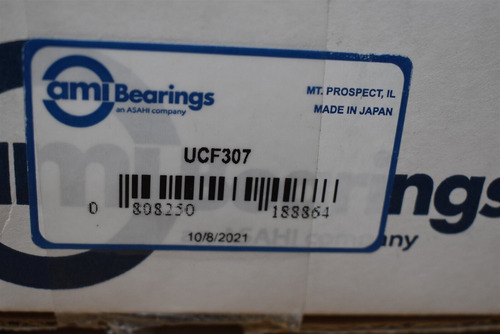 ami Bearings
an ASAHI company
MT. PROSPECT, IL
MADE IN JAPAN
UCF307
0 808250 188864
10/8/2021
ami Bearings
an ASAHI company